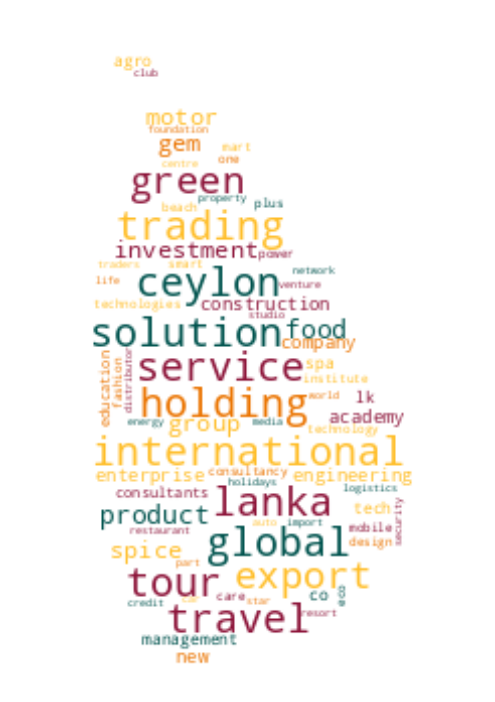 agro
club
motor
foundation
gem
mart
centre
one
green
property
plus
beach
trading
investment
power
traders
smart
network
life
ceylon
venture
technologies
construction
studio
solution
food
company
education
fashion
distributor
service
spa
institute
holding
world
lk
academy
energy
group
media
technology
international
enterprise
consultancy
engineering
holidays
consultants
logistics
lanka
product
tech
security
auto
import
mobile
restaurant
global
design
spice
part
tour
export
care
co
credit
star
travel
resort
management
new